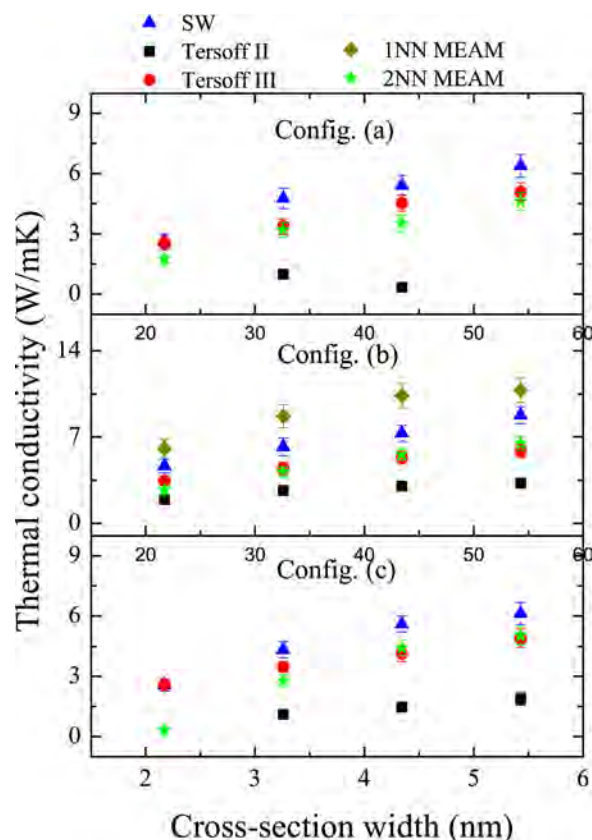 SW
Tersoff II
1NN MEAM
Tersoff III
2NN MEAM
Thermal conductivity (W/mK)
9
Config. (a)
6
3
0
20
30
40
50
60
14
Config. (b)
7
0
20
30
40
50
60
9
Config. (c)
6
3
0
2
3
4
5
6
Cross-section width (nm)